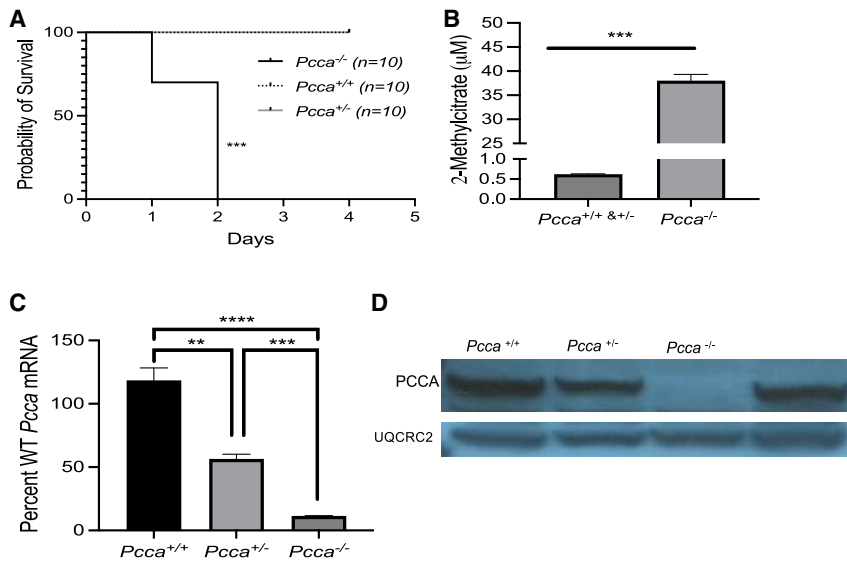 A
Probability of Survival
100
50
0
0 1 2 3 4 5
Days
Pcca-/- (n=10)
Pcca+/+ (n=10)
Pcca+/- (n=10)
***
B
2-Methylcitrate (μM)
50
45
40
35
30
25
1.0
0.5
0.0
***
Pcca+/+ &+/- Pcca-/-
C
Percent WT Pcca mRNA
150
100
50
0
****
** ***
Pcca+/+ Pcca+/- Pcca-/-
D
Pcca +/+ Pcca +/- Pcca -/-
PCCA
UQCRC2